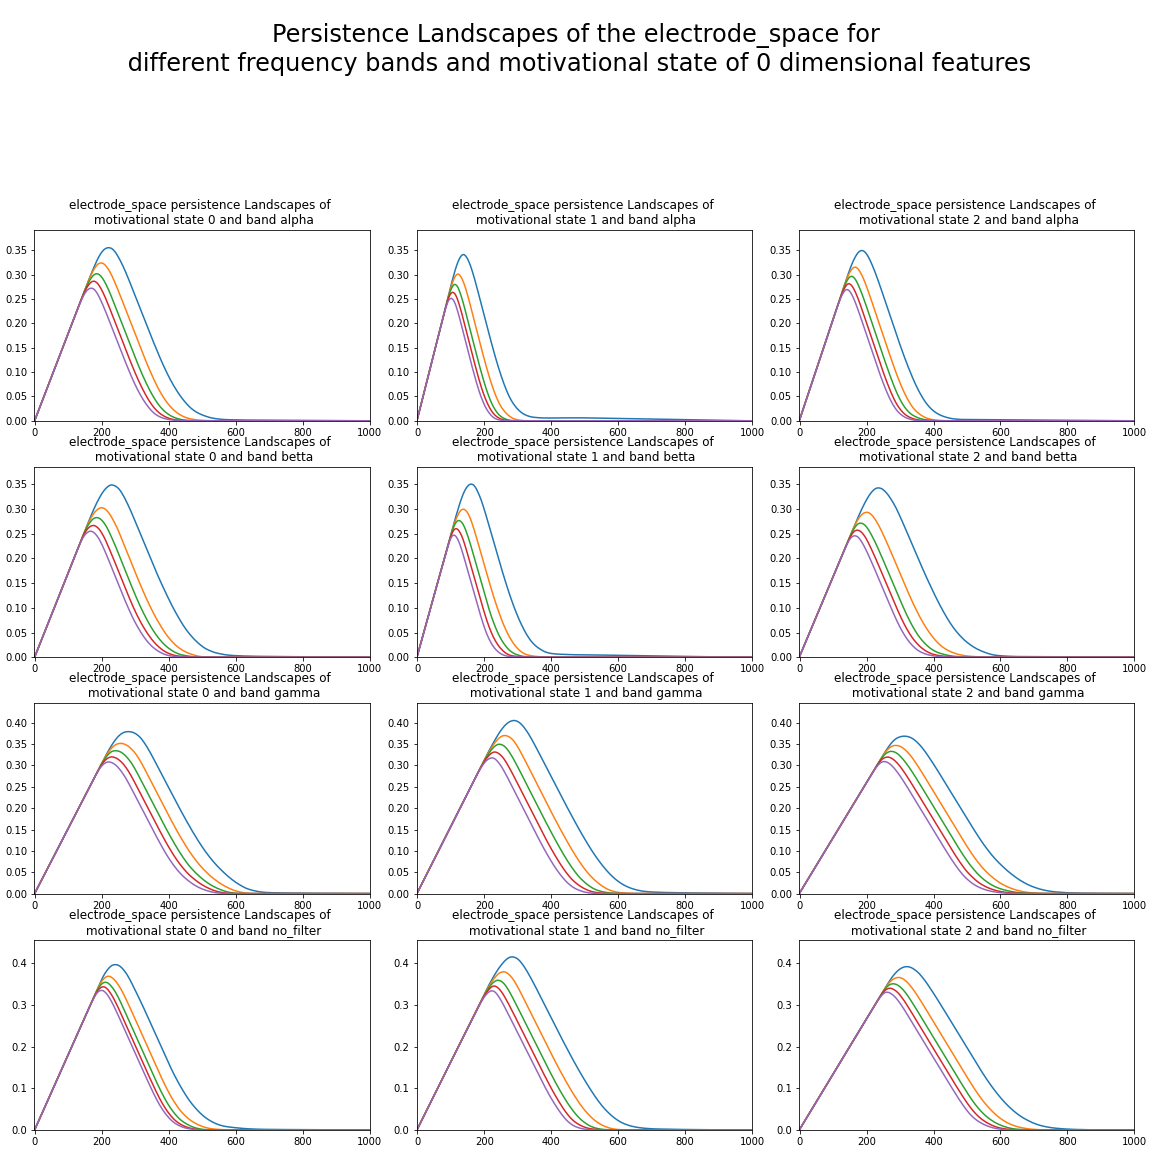 Persistence Landscapes of the electrode_space for
different frequency bands and motivational state of 0 dimensional features
electrode_space persistence Landscapes of
motivational state 0 and band alpha
0.35
0.30
0.25
0.20
0.15
0.10
0.05
0.00
0 200 400 600 800 1000
electrode_space persistence Landscapes of
motivational state 1 and band alpha
0.35
0.30
0.25
0.20
0.15
0.10
0.05
0.00
0 200 400 600 800 1000
electrode_space persistence Landscapes of
motivational state 2 and band alpha
0.35
0.30
0.25
0.20
0.15
0.10
0.05
0.00
0 200 400 600 800 1000
electrode_space persistence Landscapes of
motivational state 0 and band betta
0.35
0.30
0.25
0.20
0.15
0.10
0.05
0.00
0 200 400 600 800 1000
electrode_space persistence Landscapes of
motivational state 1 and band betta
0.35
0.30
0.25
0.20
0.15
0.10
0.05
0.00
0 200 400 600 800 1000
electrode_space persistence Landscapes of
motivational state 2 and band betta
0.35
0.30
0.25
0.20
0.15
0.10
0.05
0.00
0 200 400 600 800 1000
electrode_space persistence Landscapes of
motivational state 0 and band gamma
0.40
0.35
0.30
0.25
0.20
0.15
0.10
0.05
0.00
0 200 400 600 800 1000
electrode_space persistence Landscapes of
motivational state 1 and band gamma
0.40
0.35
0.30
0.25
0.20
0.15
0.10
0.05
0.00
0 200 400 600 800 1000
electrode_space persistence Landscapes of
motivational state 2 and band gamma
0.40
0.35
0.30
0.25
0.20
0.15
0.10
0.05
0.00
0 200 400 600 800 1000
electrode_space persistence Landscapes of
motivational state 0 and band no_filter
0.4
0.3
0.2
0.1
0.0
0 200 400 600 800 1000
electrode_space persistence Landscapes of
motivational state 1 and band no_filter
0.4
0.3
0.2
0.1
0.0
0 200 400 600 800 1000
electrode_space persistence Landscapes of
motivational state 2 and band no_filter
0.4
0.3
0.2
0.1
0.0
0 200 400 600 800 1000